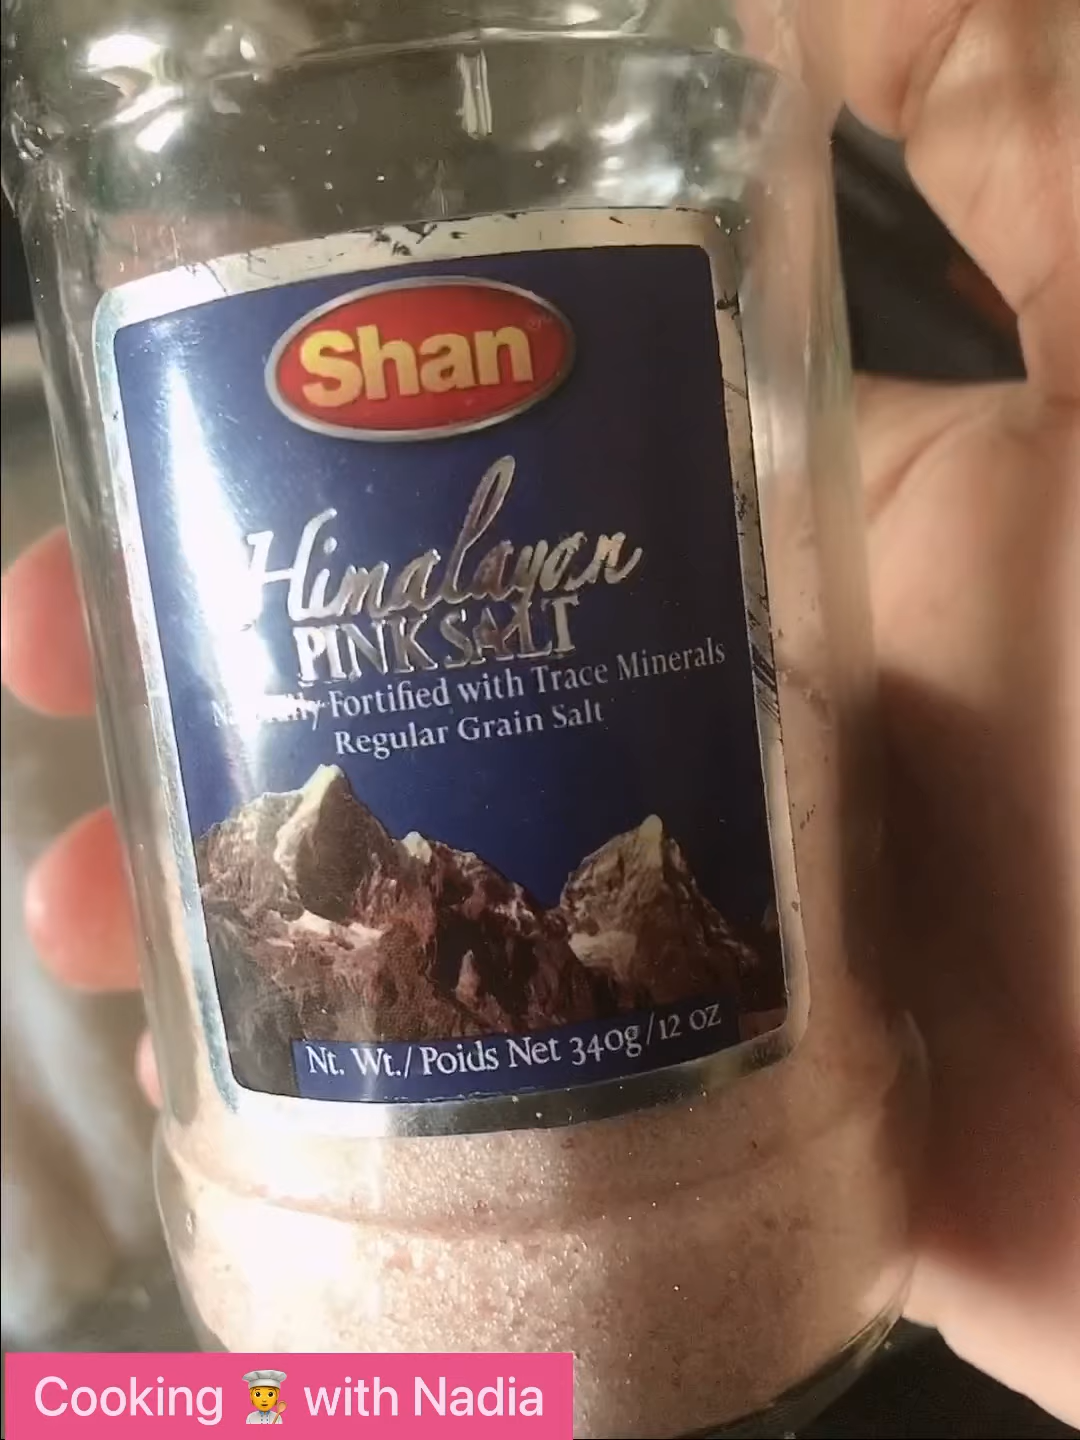 Shan
Himalayan
PINK SALT
Fortified with Trace Minerals
Regular Grain Salt
Nt. Wt./Poids Net 340g/12 oz
Cooking 👨‍🍳 with Nadia